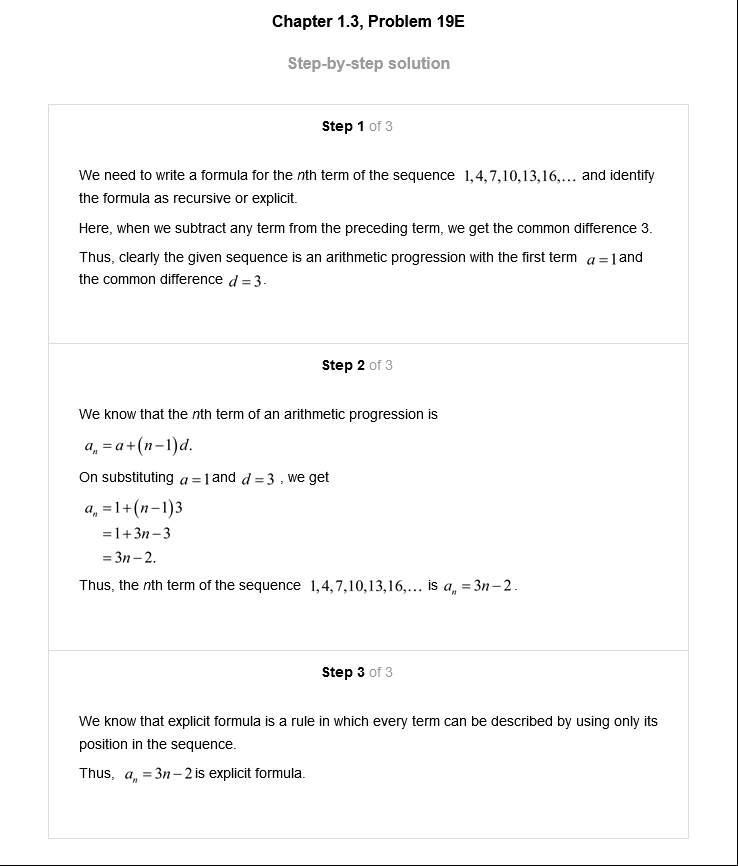 Chapter 1.3, Problem 19E
Step-by-step solution
Step 1 of 3
We need to write a formula for the nth term of the sequence 1,4,7,10,13,16,… and identify
the formula as recursive or explicit.
Here, when we subtract any term from the preceding term, we get the common difference 3.
Thus, clearly the given sequence is an arithmetic progression with the first term a = 1 and
the common difference d = 3.
Step 2 of 3
We know that the nth term of an arithmetic progression is
aₙ = a + (n − 1)d.
On substituting a = 1 and d = 3 , we get
aₙ = 1 + (n − 1)3
= 1 + 3n − 3
= 3n − 2.
Thus, the nth term of the sequence 1,4,7,10,13,16,… is aₙ = 3n − 2.
Step 3 of 3
We know that explicit formula is a rule in which every term can be described by using only its
position in the sequence.
Thus, aₙ = 3n − 2 is explicit formula.